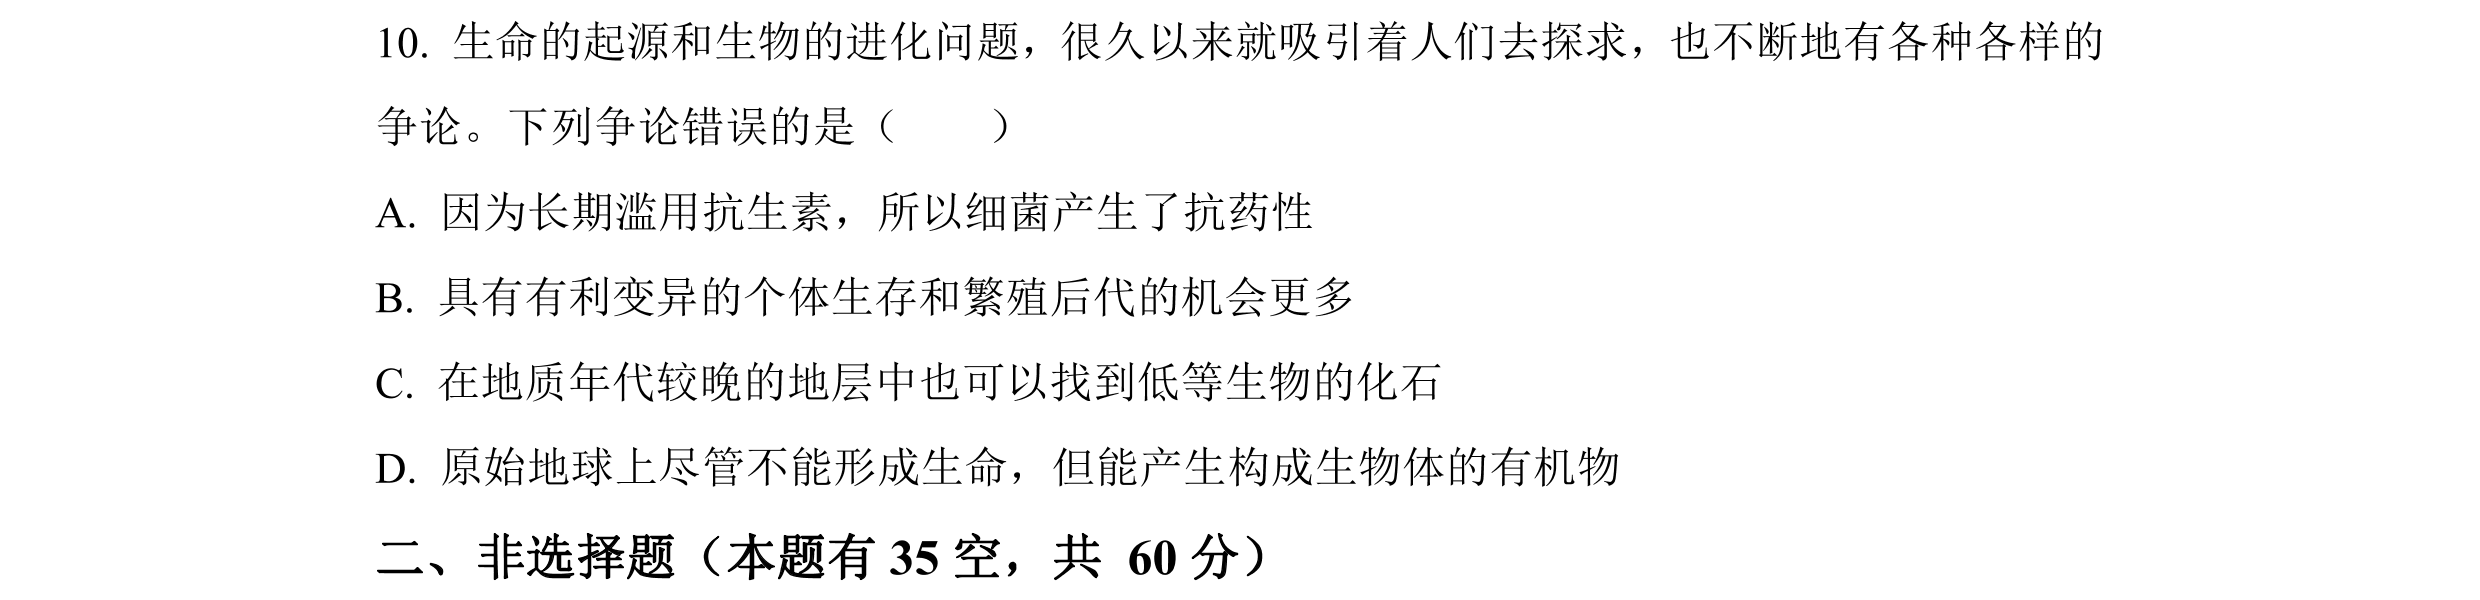 10. 生命的起源和生物的进化问题，很久以来就吸引着人们去探求，也不断地有各种各样的
争论。下列争论错误的是（　　）
A. 因为长期滥用抗生素，所以细菌产生了抗药性
B. 具有有利变异的个体生存和繁殖后代的机会更多
C. 在地质年代较晚的地层中也可以找到低等生物的化石
D. 原始地球上尽管不能形成生命，但能产生构成生物体的有机物
二、非选择题（本题有 35 空，共 60 分）